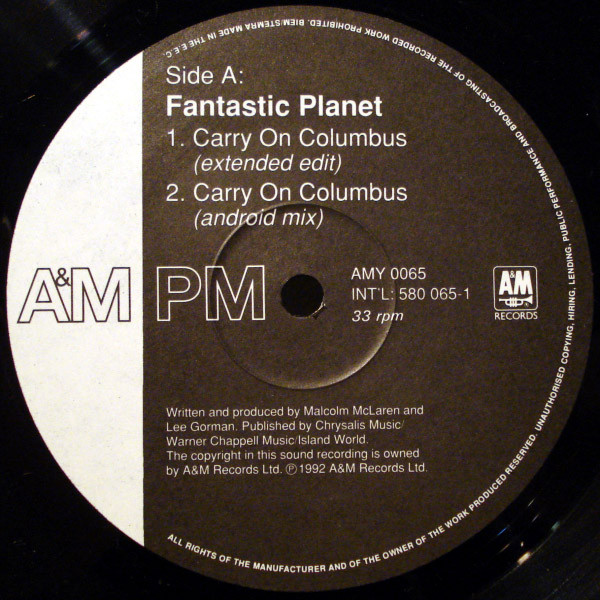 Side A:
Fantastic Planet
1. Carry On Columbus
(extended edit)
2. Carry On Columbus
(android mix)
A&M PM
AMY 0065
INT'L: 580 065-1
33 rpm
A&M
RECORDS
Written and produced by Malcolm McLaren and
Lee Gorman. Published by Chrysalis Music/
Warner Chappell Music/Island World.
The copyright in this sound recording is owned
by A&M Records Ltd. Ⓟ1992 A&M Records Ltd.
ALL RIGHTS OF THE MANUFACTURER AND OF THE OWNER OF THE WORK PRODUCED RESERVED. UNAUTHORISED COPYING, HIRING, LENDING, PUBLIC PERFORMANCE AND BROADCASTING OF THE RECORDED WORK PROHIBITED. BIEM/STEMRA MADE IN THE E.E.C.